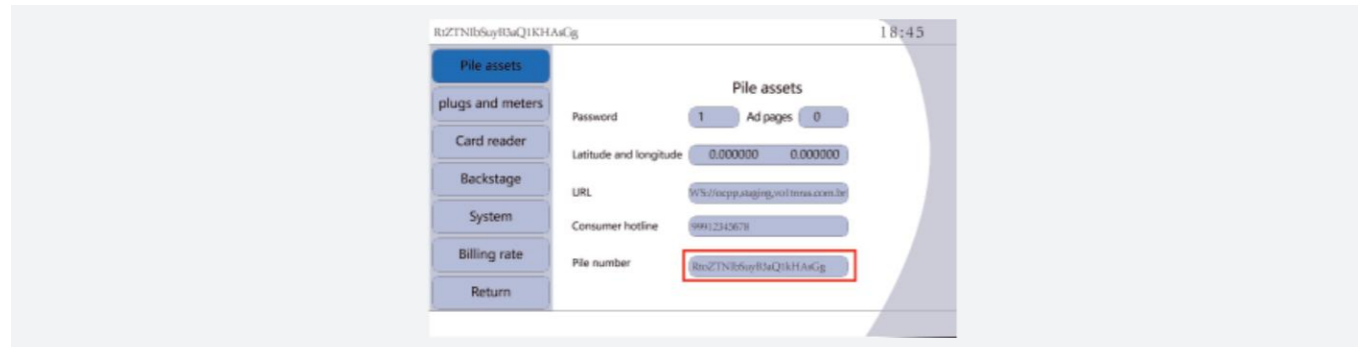 18:45
Pile assets
plugs and meters
Card reader
Backstage
System
Billing rate
Return
Pile assets
Password 1 Ad pages 0
Latitude and longitude 0.000000 0.000000
URL
Consumer hotline 99912345678
Pile number